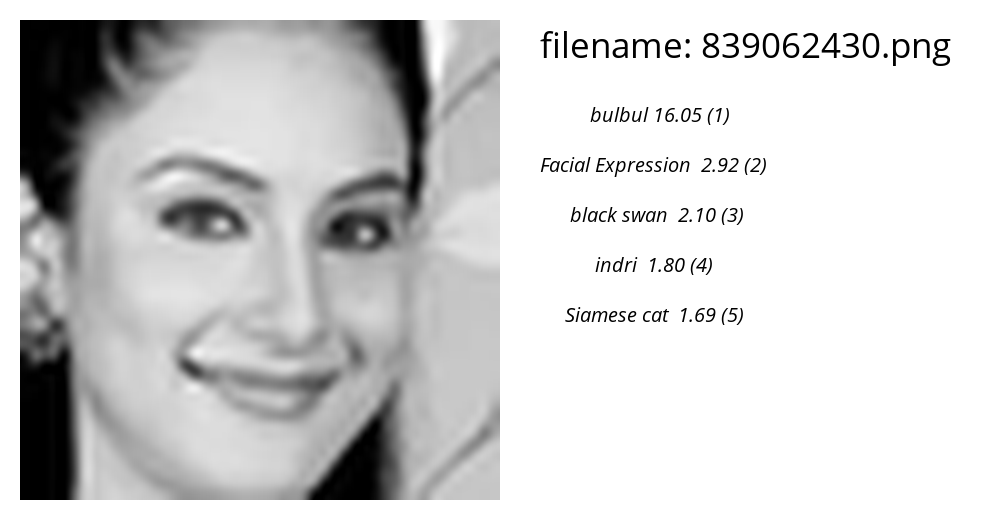 filename: 839062430.png
bulbul 16.05 (1)
Facial Expression 2.92 (2)
black swan 2.10 (3)
indri 1.80 (4)
Siamese cat 1.69 (5)